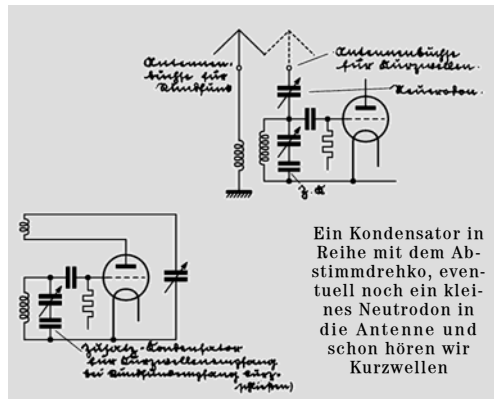 Antennen-
buchse für
Rundfunk
Antennenbuchse
für Kurzwellen.
Neutrodon.
Z.K
Zusatz-Kondensator
für Kurzwellenempfang
bei Rundfunkempfang kurz-
schließen)
Ein Kondensator in
Reihe mit dem Ab-
stimmdrehko, even-
tuell noch ein klei-
nes Neutrodon in
die Antenne und
schon hören wir
Kurzwellen